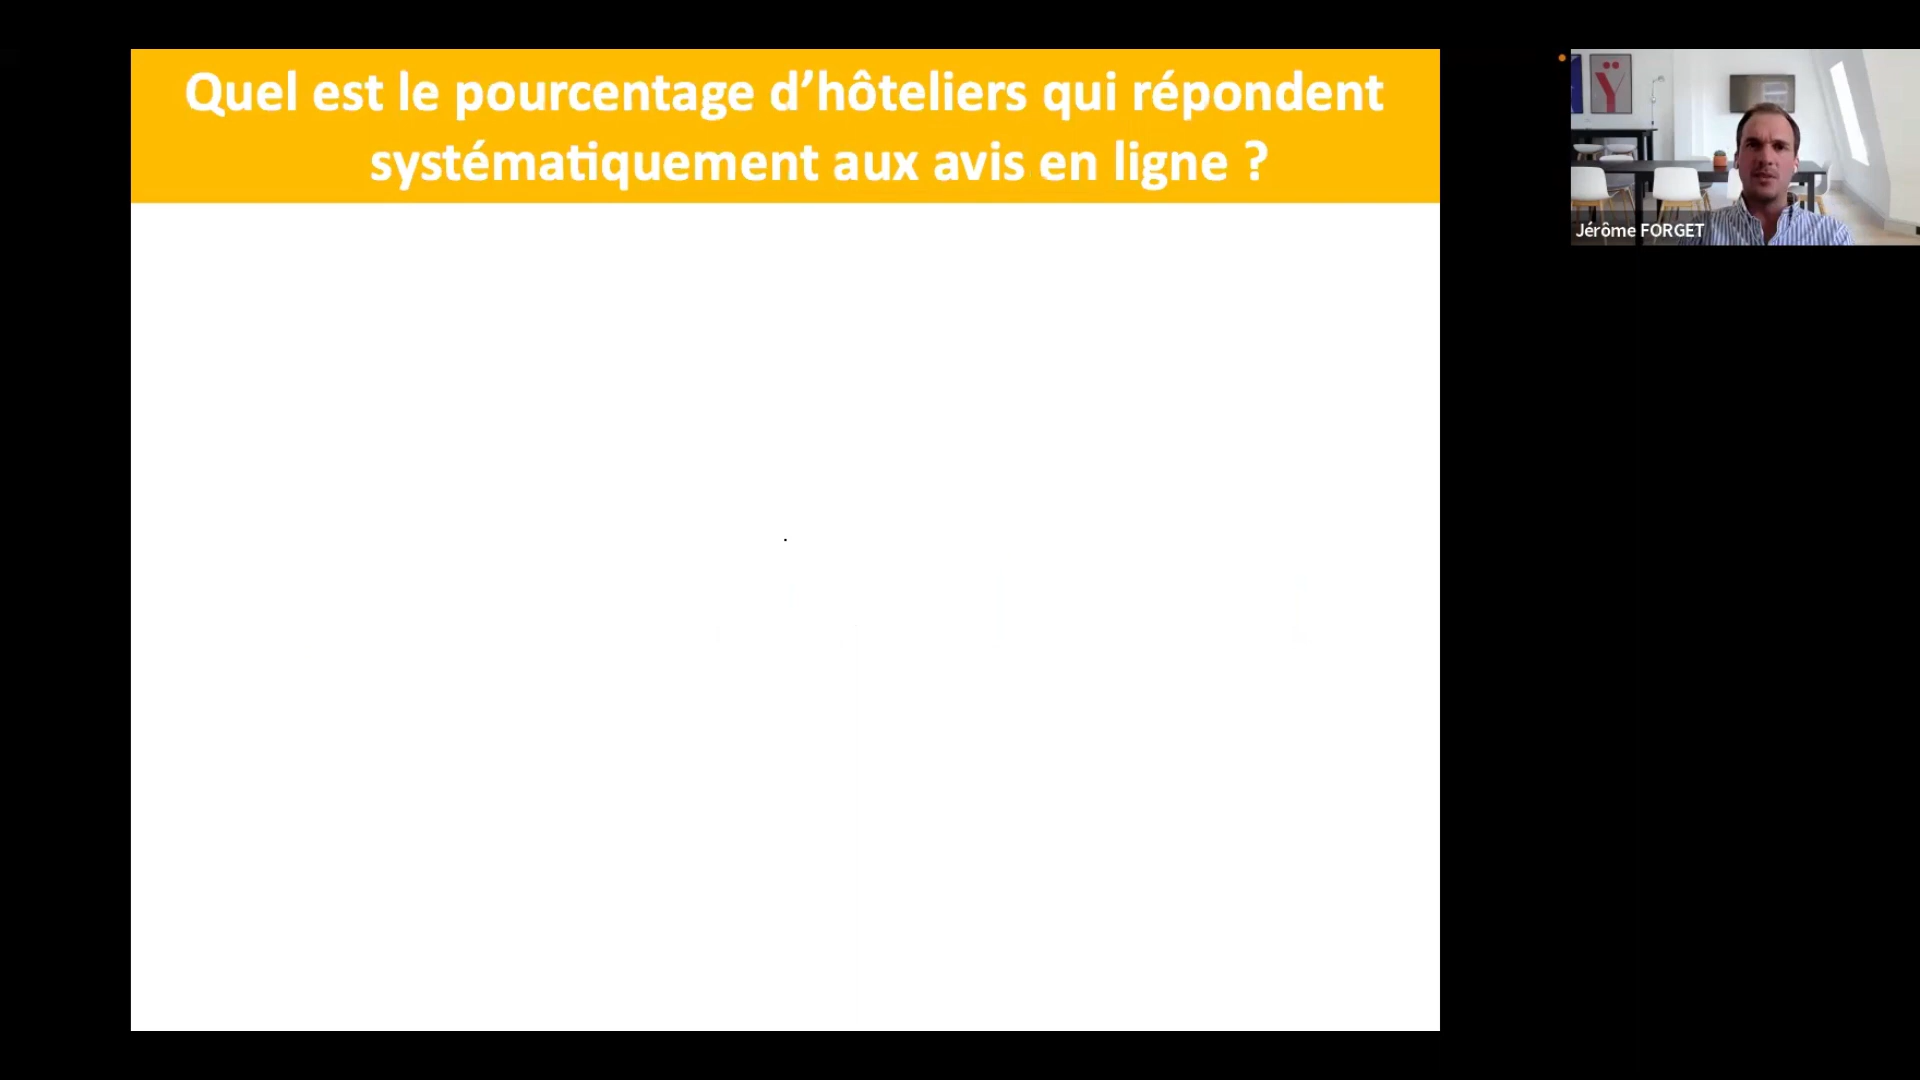 Quel est le pourcentage d’hôteliers qui répondent
systématiquement aux avis en ligne ?
Ÿ
Jérôme FORGET